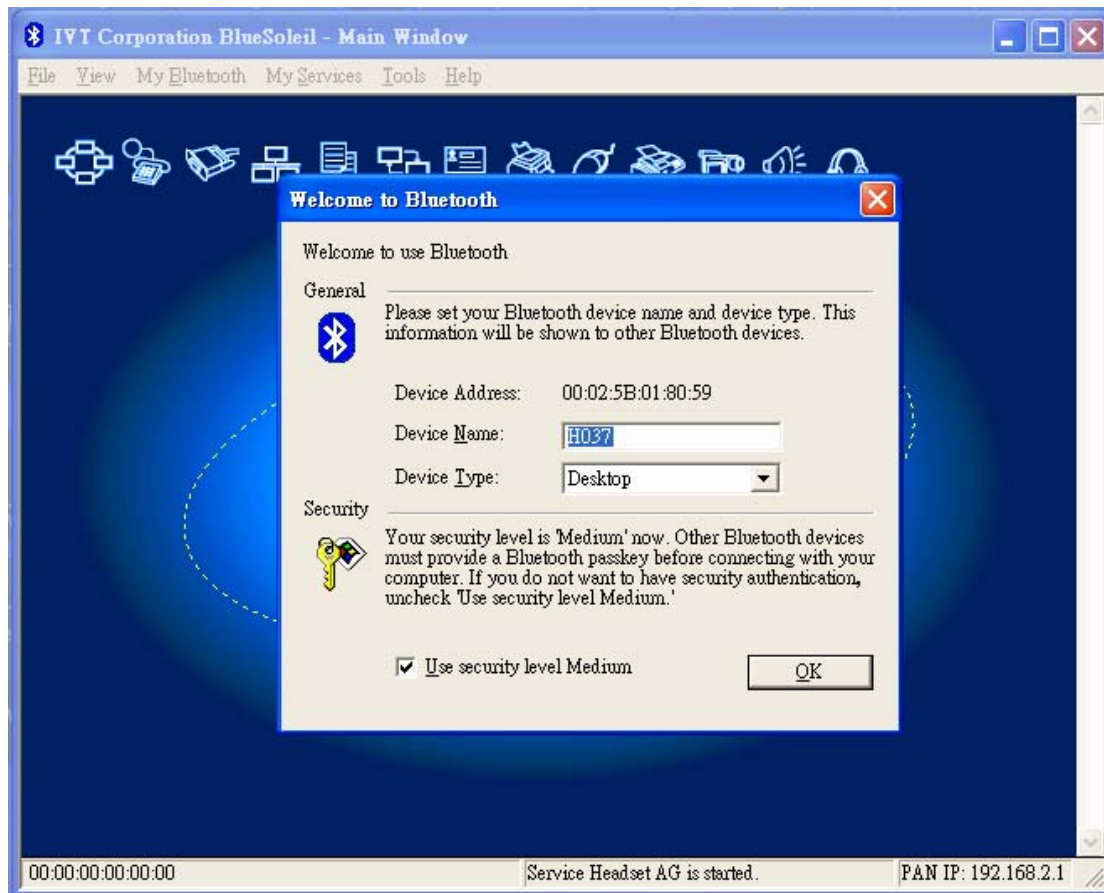 IVT Corporation BlueSoleil - Main Window
File View My Bluetooth My Services Tools Help
Welcome to Bluetooth
Welcome to use Bluetooth
General
Please set your Bluetooth device name and device type. This
information will be shown to other Bluetooth devices.
Device Address: 00:02:5B:01:80:59
Device Name: H037
Device Type: Desktop
Security
Your security level is 'Medium' now. Other Bluetooth devices
must provide a Bluetooth passkey before connecting with your
computer. If you do not want to have security authentication,
uncheck 'Use security level Medium.'
Use security level Medium
OK
00:00:00:00:00:00 Service Headset AG is started. PAN IP: 192.168.2.1